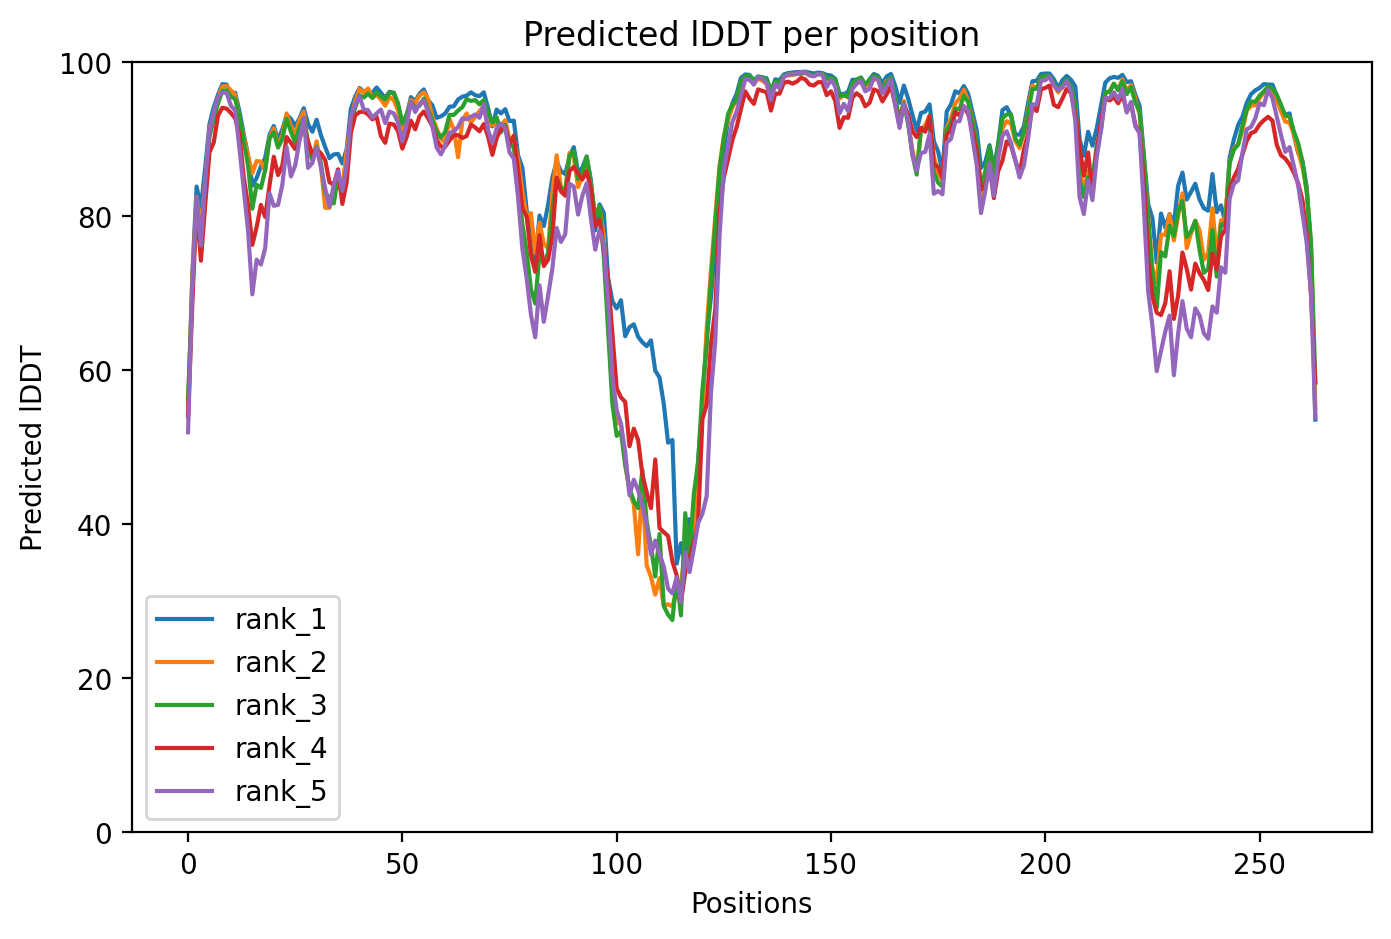 Predicted lDDT per position
Predicted lDDT
100
80
60
40
20
0
rank_1
rank_2
rank_3
rank_4
rank_5
0 50 100 150 200 250
Positions